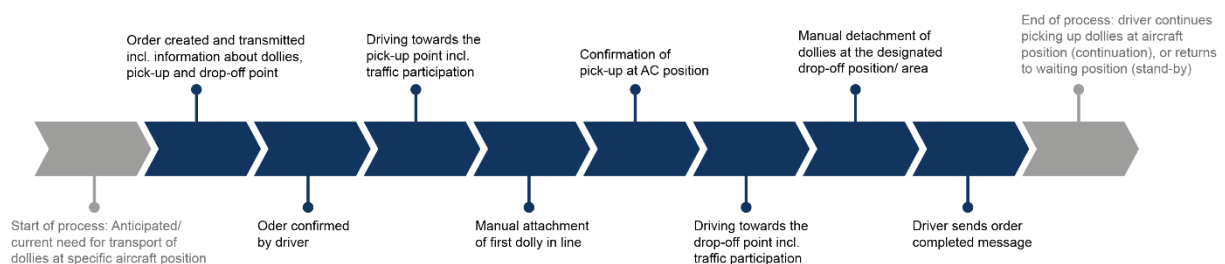 Start of process: Anticipated/
current need for transport of
dollies at specific aircraft position
Order created and transmitted
incl. information about dollies,
pick-up and drop-off point
Oder confirmed
by driver
Driving towards the
pick-up point incl.
traffic participation
Manual attachment
of first dolly in line
Confirmation of
pick-up at AC position
Driving towards the
drop-off point incl.
traffic participation
Manual detachment of
dollies at the designated
drop-off position/ area
Driver sends order
completed message
End of process: driver continues
picking up dollies at aircraft
position (continuation), or returns
to waiting position (stand-by)